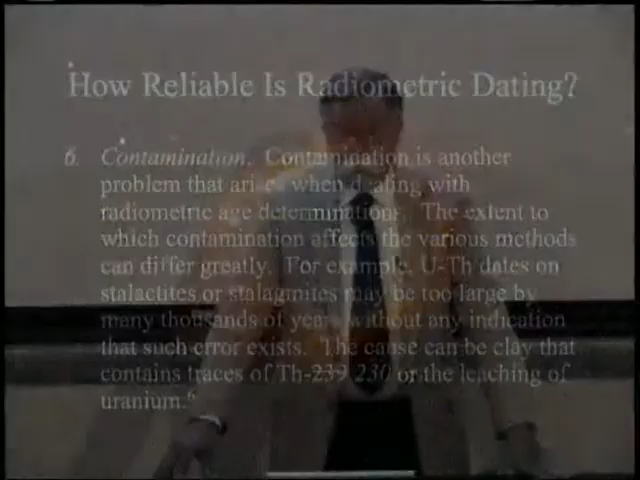 How Reliable Is Radiometric Dating?
6. Contamination. Contamination is another
problem that arises when dealing with
radiometric age determinations. The extent to
which contamination affects the various methods
can differ greatly. For example, U-Th dates on
stalactites or stalagmites may be too large by
many thousands of years without any indication
that such error exists. The cause can be clay that
contains traces of Th-239 230 or the leaching of
uranium.6